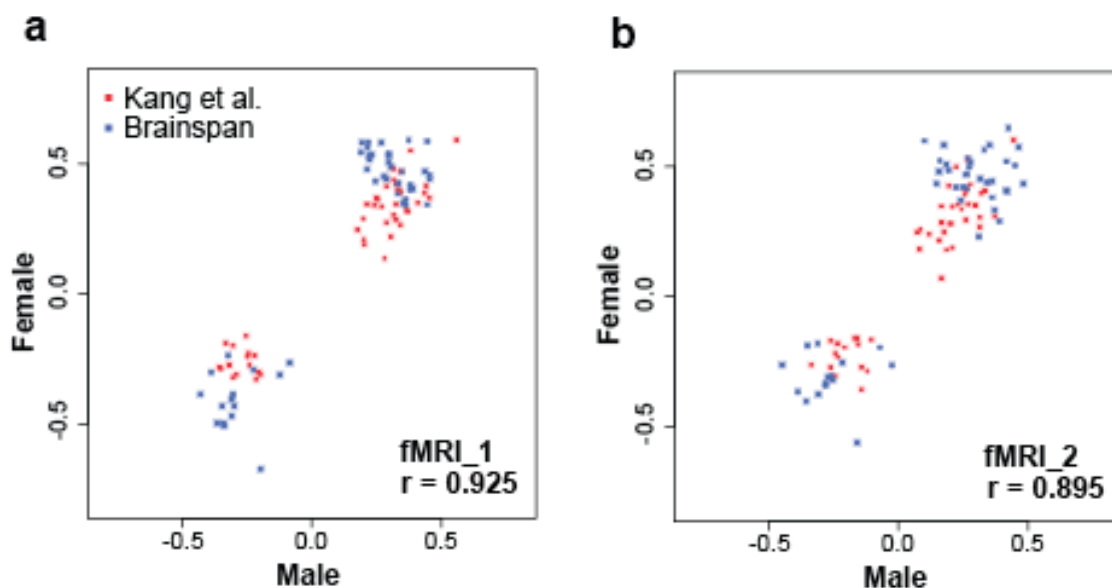 a
b
Kang et al.
Brainspan
0.5
0.0
-0.5
Female
fMRI_1
r = 0.925
-0.5 0.0 0.5
Male
0.5
0.0
-0.5
Female
fMRI_2
r = 0.895
-0.5 0.0 0.5
Male